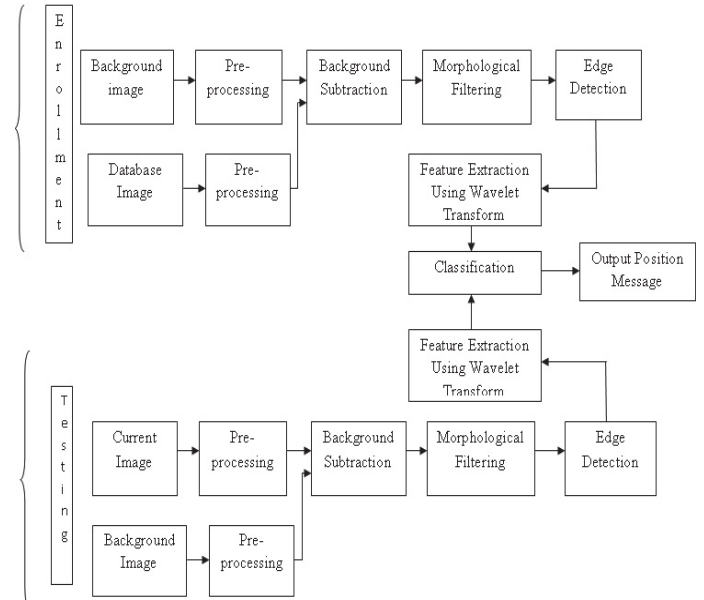 Enrollment
Background
image
Pre-
processing
Background
Subtraction
Morphological
Filtering
Edge
Detection
Database
Image
Pre-
processing
Feature Extraction
Using Wavelet
Transform
Classification
Output Position
Message
Feature Extraction
Using Wavelet
Transform
Testing
Current
Image
Pre-
processing
Background
Subtraction
Morphological
Filtering
Edge
Detection
Background
Image
Pre-
processing